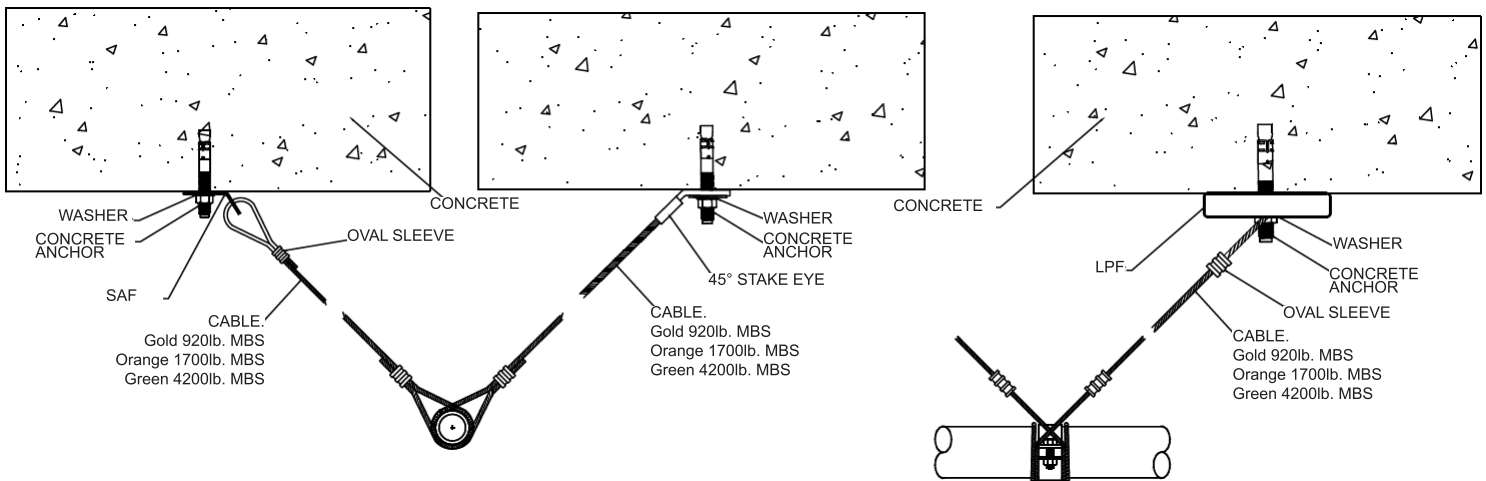 WASHER
CONCRETE
ANCHOR
SAF
CONCRETE
OVAL SLEEVE
CABLE.
Gold 920lb. MBS
Orange 1700lb. MBS
Green 4200lb. MBS
WASHER
CONCRETE
ANCHOR
45° STAKE EYE
CABLE.
Gold 920lb. MBS
Orange 1700lb. MBS
Green 4200lb. MBS
CONCRETE
LPF
WASHER
CONCRETE
ANCHOR
OVAL SLEEVE
CABLE.
Gold 920lb. MBS
Orange 1700lb. MBS
Green 4200lb. MBS